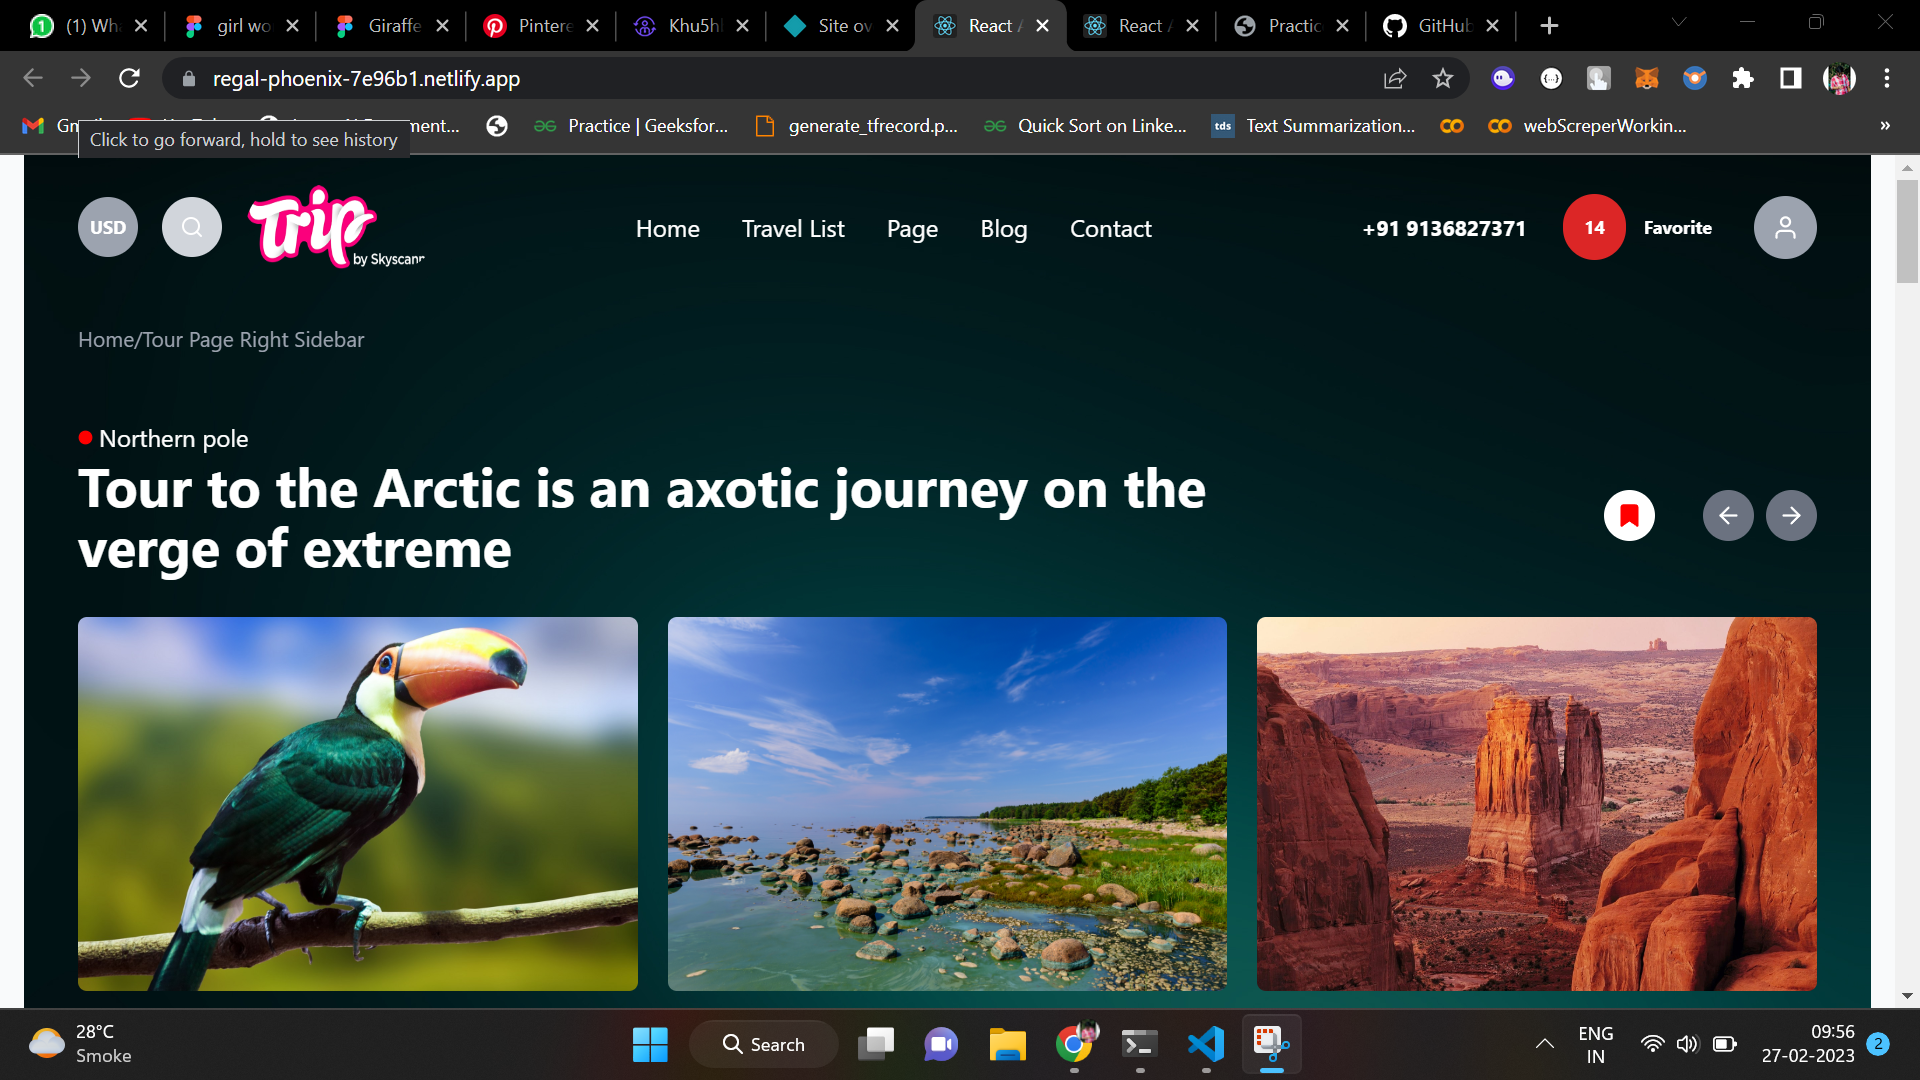 (1) Wh
girl wo
Giraffe
Pintere
Khu5h
Site ov
React A
React A
Practic
GitHub
regal-phoenix-7e96b1.netlify.app
Practice | Geeksfor...
generate_tfrecord.p...
Quick Sort on Linke...
tds
Text Summarization...
webScreperWorkin...
»
Click to go forward, hold to see history
USD
Trip
by Skyscann
Home
Travel List
Page
Blog
Contact
+91 9136827371
14
Favorite
Home/Tour Page Right Sidebar
Northern pole
Tour to the Arctic is an axotic journey on the
verge of extreme
28°C
Smoke
Search
ENG
IN
09:56
27-02-2023
2